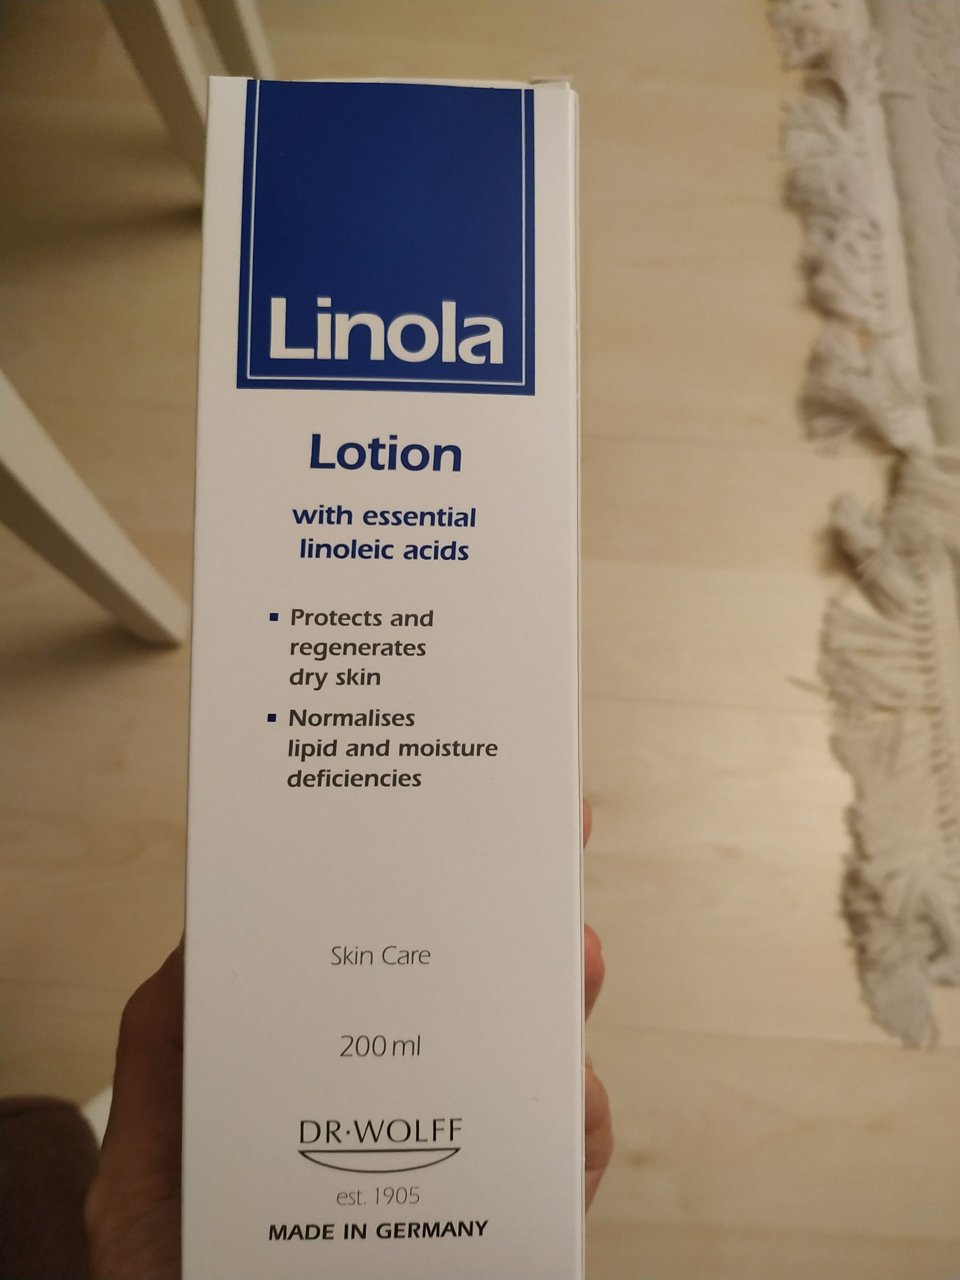 Linola
Lotion
with essential
linoleic acids
▪ Protects and
regenerates
dry skin
▪ Normalises
lipid and moisture
deficiencies
Skin Care
200 ml
DR·WOLFF
est. 1905
MADE IN GERMANY